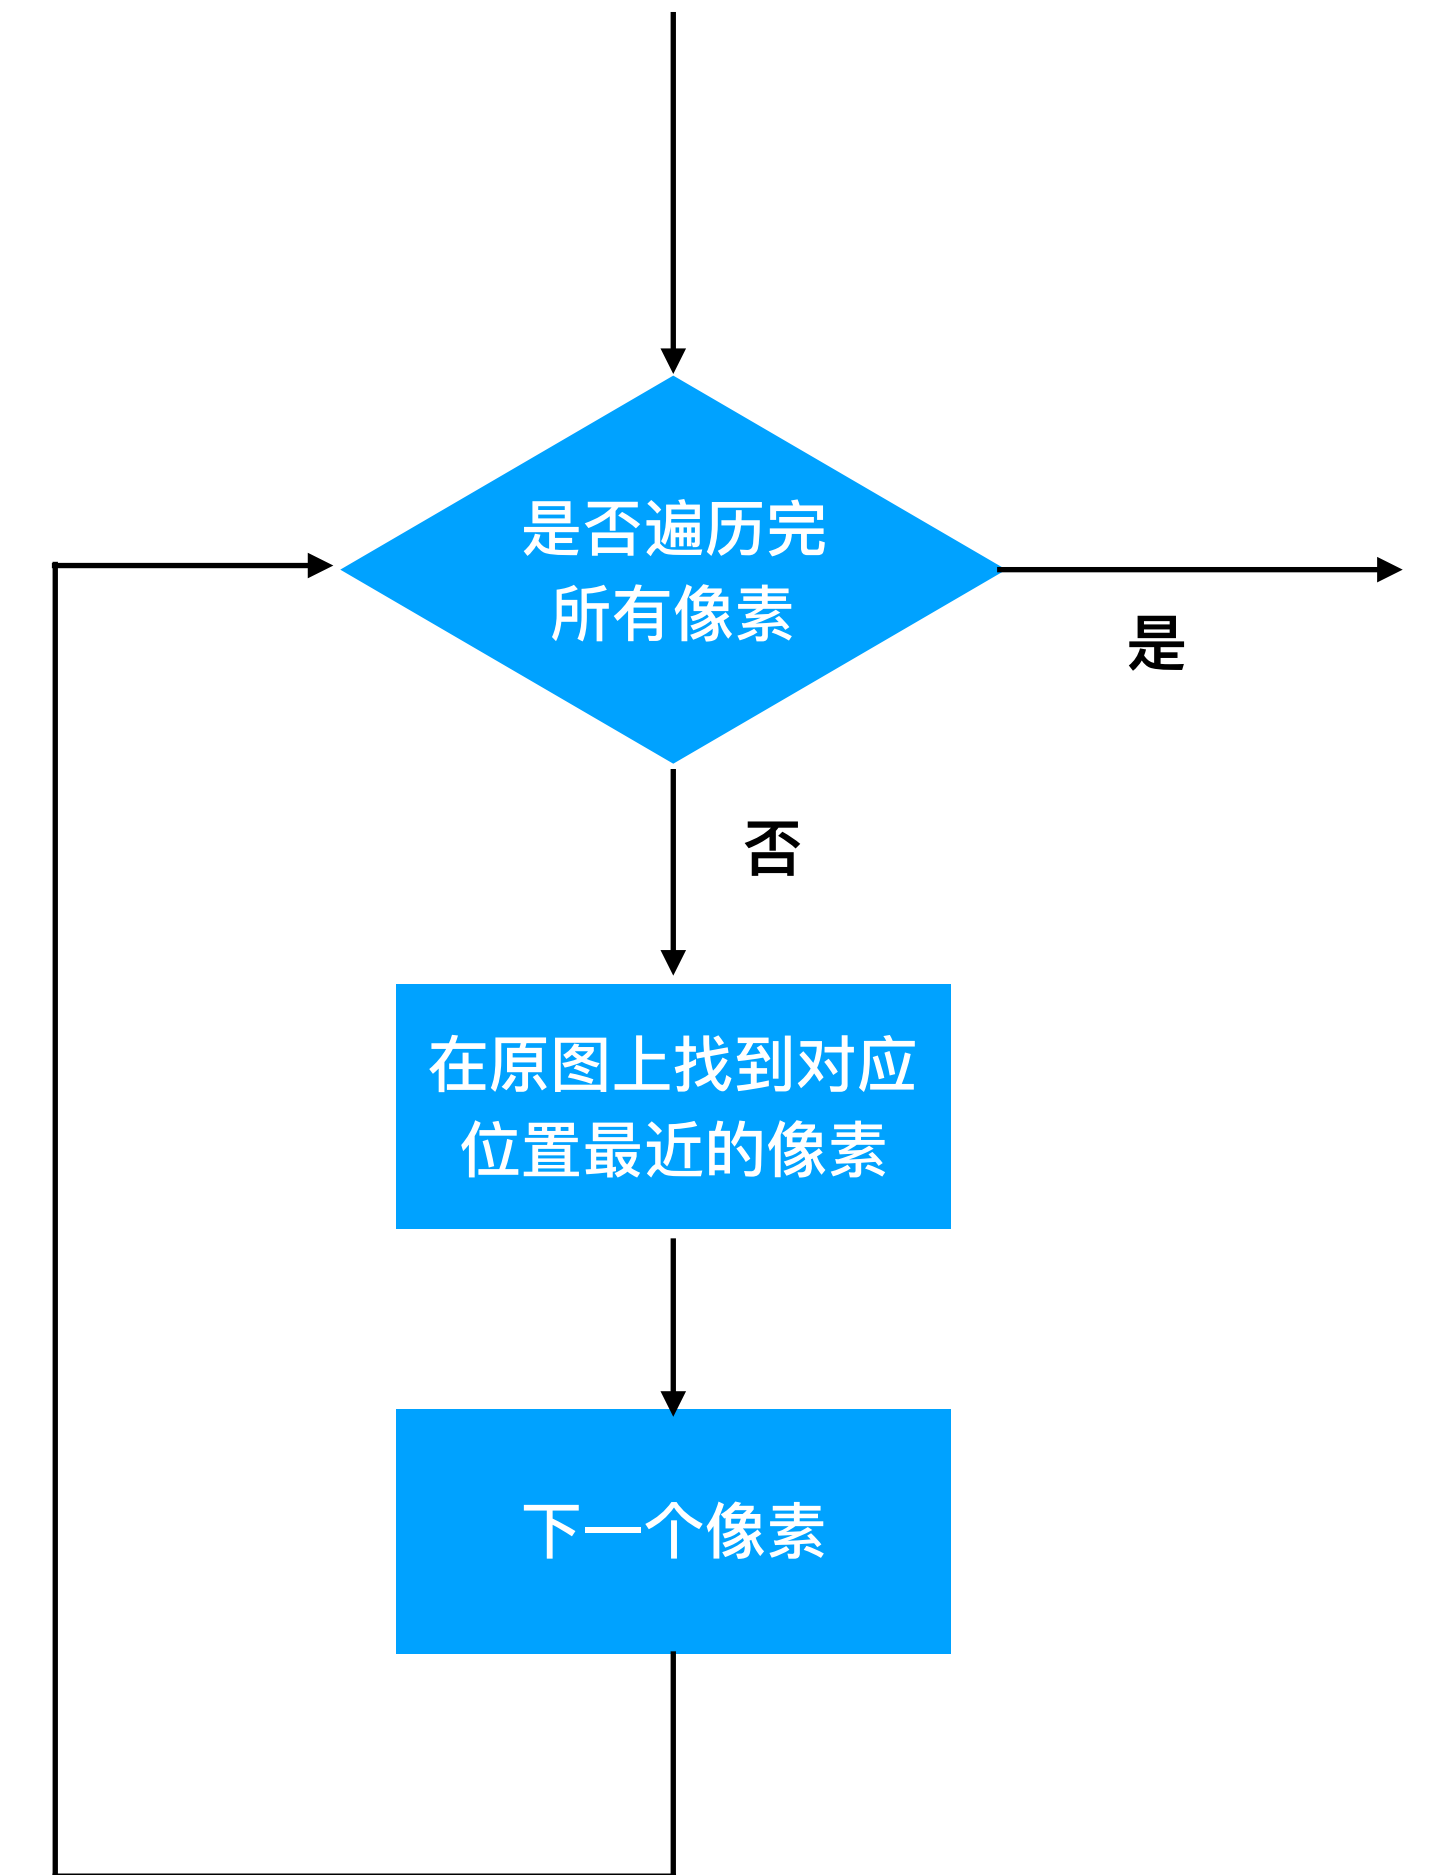 是否遍历完
所有像素
是
否
在原图上找到对应
位置最近的像素
下一个像素